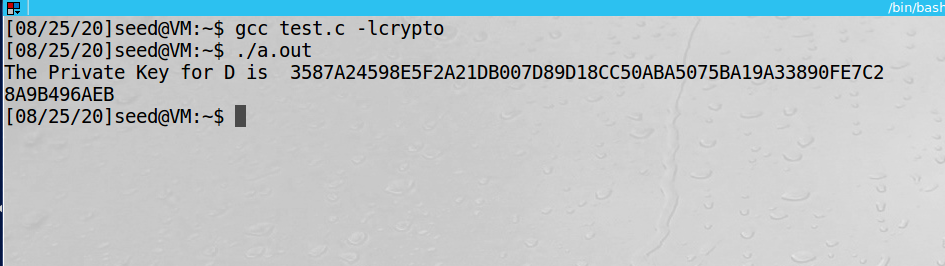 /bin/bash
[08/25/20]seed@VM:~$ gcc test.c -lcrypto
[08/25/20]seed@VM:~$ ./a.out
The Private Key for D is  3587A24598E5F2A21DB007D89D18CC50ABA5075BA19A33890FE7C2
8A9B496AEB
[08/25/20]seed@VM:~$